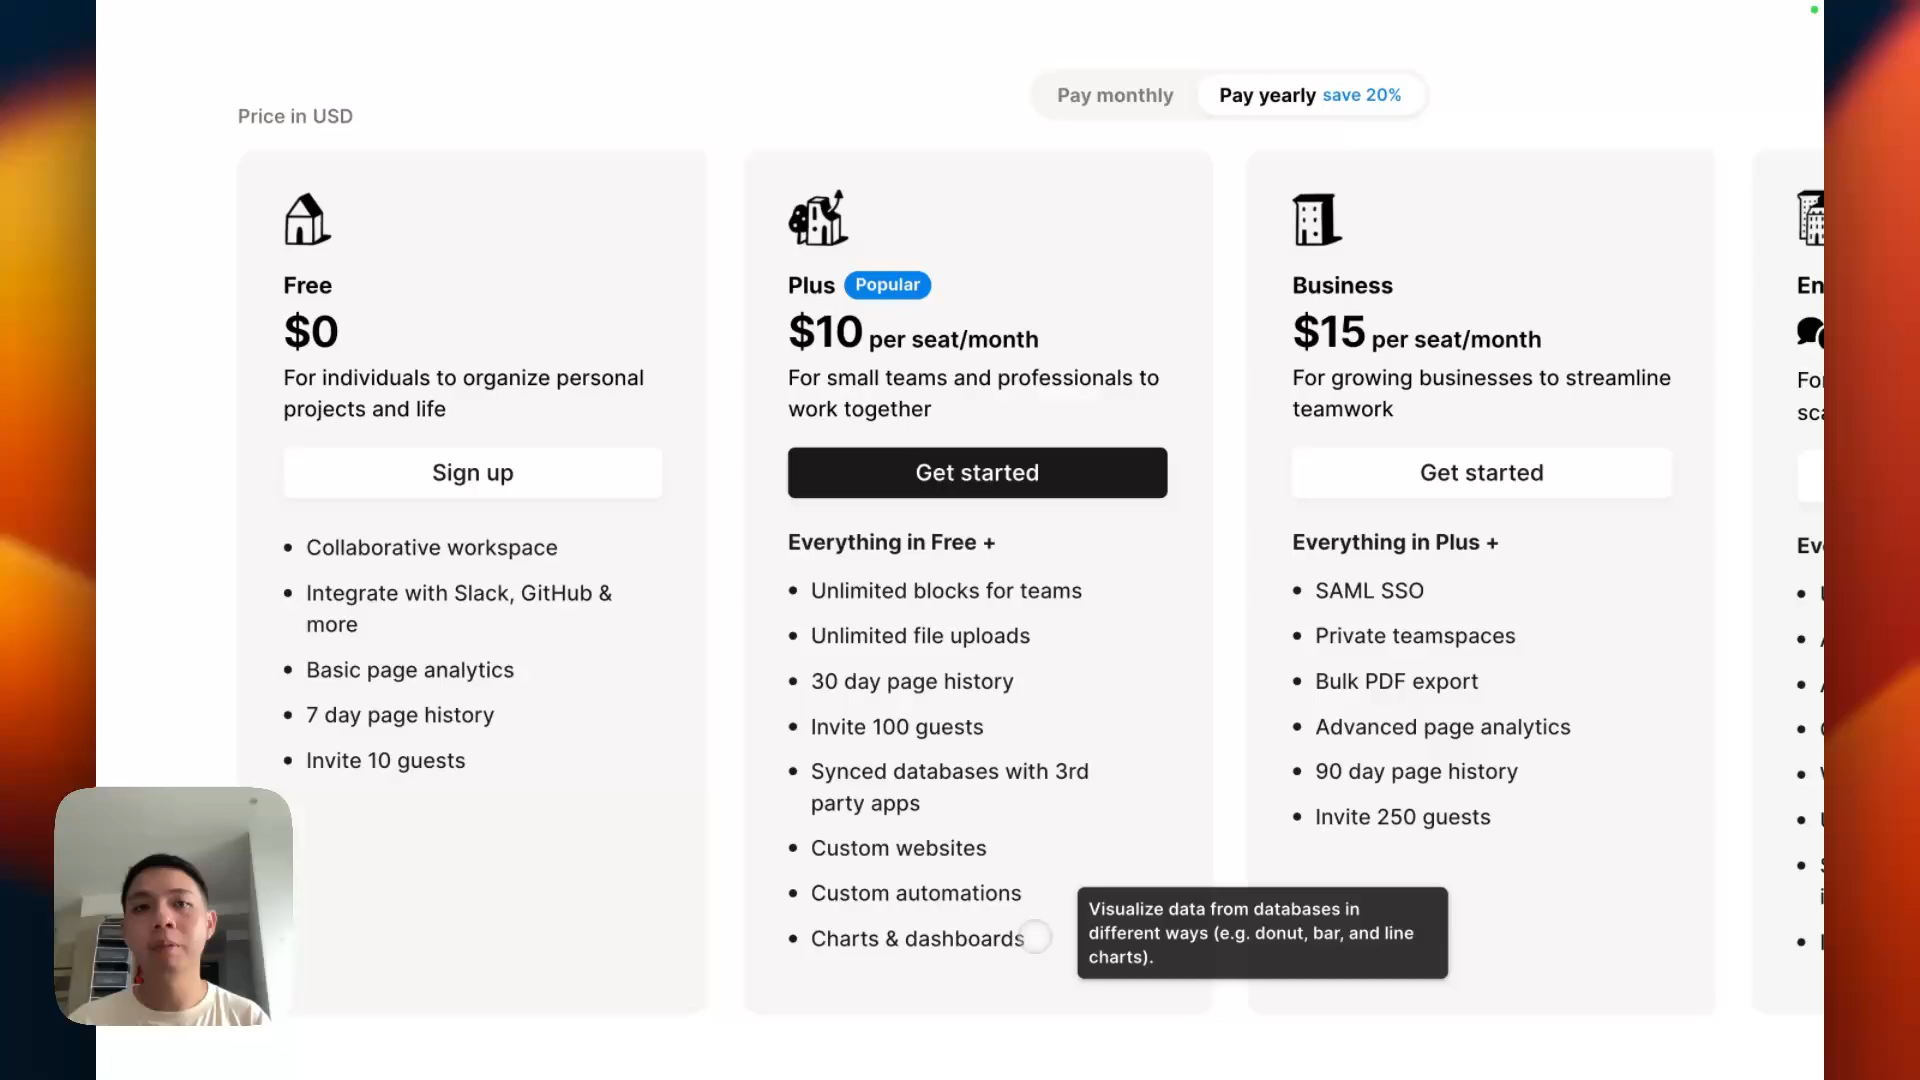 Pay monthly
Pay yearly save 20%
Price in USD
Free
$0
For individuals to organize personal
projects and life
Sign up
• Collaborative workspace
• Integrate with Slack, GitHub &
more
• Basic page analytics
• 7 day page history
• Invite 10 guests
Plus Popular
$10 per seat/month
For small teams and professionals to
work together
Get started
Everything in Free +
• Unlimited blocks for teams
• Unlimited file uploads
• 30 day page history
• Invite 100 guests
• Synced databases with 3rd
party apps
• Custom websites
• Custom automations
• Charts & dashboards
Visualize data from databases in
different ways (e.g. donut, bar, and line
charts).
Business
$15 per seat/month
For growing businesses to streamline
teamwork
Get started
Everything in Plus +
• SAML SSO
• Private teamspaces
• Bulk PDF export
• Advanced page analytics
• 90 day page history
• Invite 250 guests
En